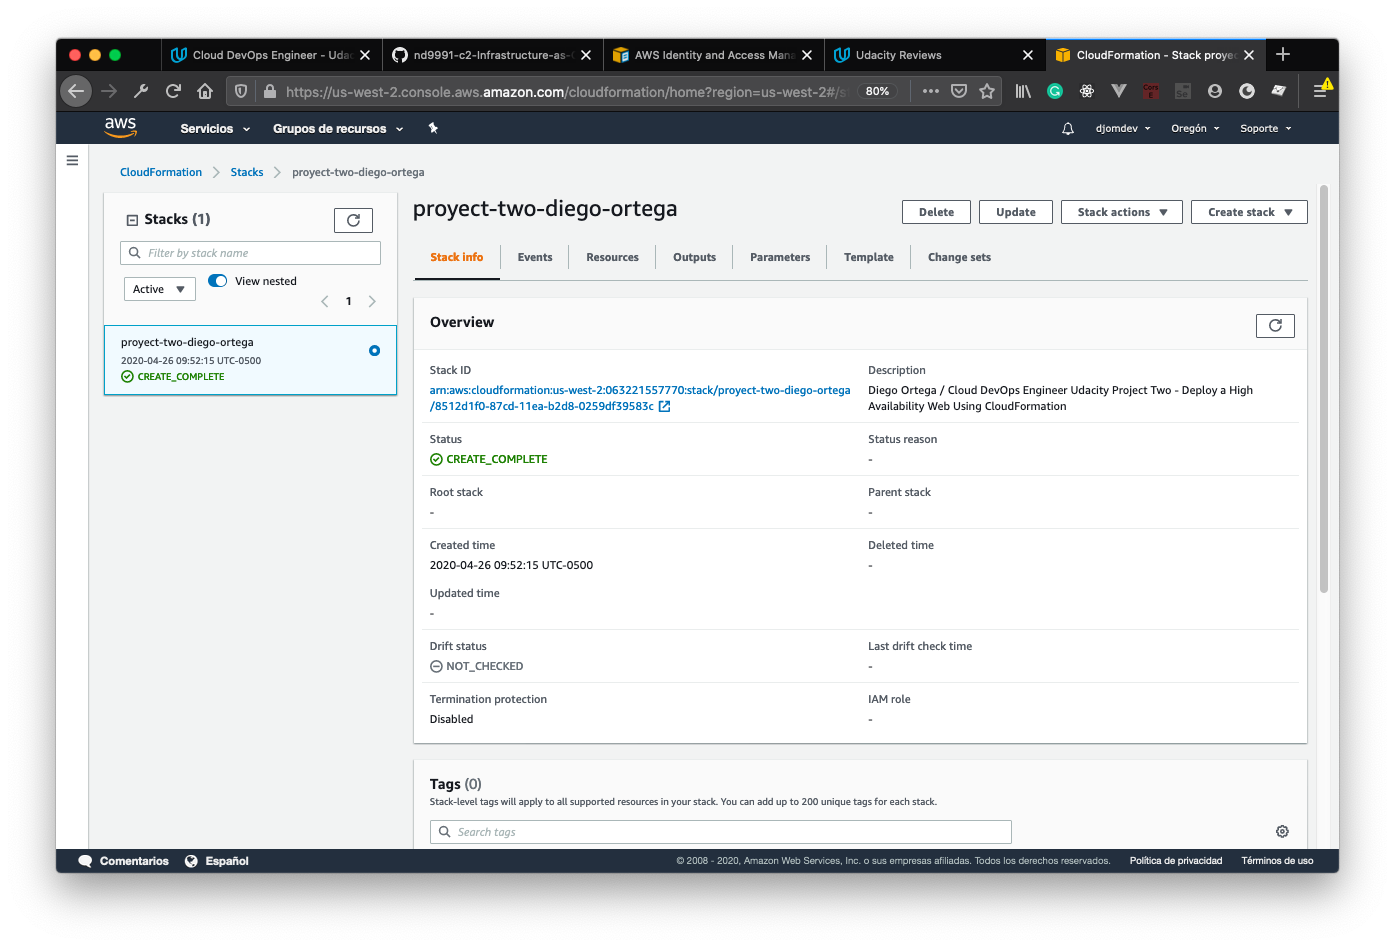 Cloud DevOps Engineer - Udac
nd9991-c2-Infrastructure-as-
AWS Identity and Access Mana
Udacity Reviews
CloudFormation - Stack proyec
https://us-west-2.console.aws.amazon.com/cloudformation/home?region=us-west-2#/st
80%
aws
Servicios
Grupos de recursos
djomdev
Oregón
Soporte
CloudFormation
Stacks
proyect-two-diego-ortega
Stacks (1)
Filter by stack name
Active
View nested
1
proyect-two-diego-ortega
2020-04-26 09:52:15 UTC-0500
CREATE_COMPLETE
proyect-two-diego-ortega
Delete
Update
Stack actions
Create stack
Stack info
Events
Resources
Outputs
Parameters
Template
Change sets
Overview
Stack ID
arn:aws:cloudformation:us-west-2:063221557770:stack/proyect-two-diego-ortega
/8512d1f0-87cd-11ea-b2d8-0259df39583c
Description
Diego Ortega / Cloud DevOps Engineer Udacity Project Two - Deploy a High
Availability Web Using CloudFormation
Status
CREATE_COMPLETE
Status reason
-
Root stack
-
Parent stack
-
Created time
2020-04-26 09:52:15 UTC-0500
Deleted time
-
Updated time
-
Drift status
NOT_CHECKED
Last drift check time
-
Termination protection
Disabled
IAM role
-
Tags (0)
Stack-level tags will apply to all supported resources in your stack. You can add up to 200 unique tags for each stack.
Search tags
Comentarios
Español
© 2008 - 2020, Amazon Web Services, Inc. o sus empresas afiliadas. Todos los derechos reservados.
Política de privacidad
Términos de uso